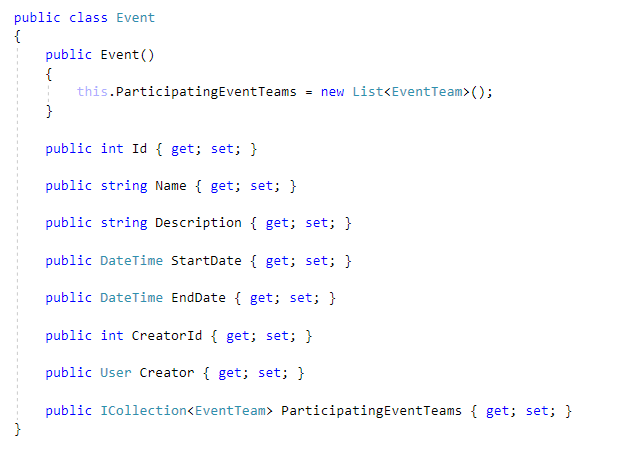 public class Event
{
public Event()
{
this.ParticipatingEventTeams = new List<EventTeam>();
}
public int Id { get; set; }
public string Name { get; set; }
public string Description { get; set; }
public DateTime StartDate { get; set; }
public DateTime EndDate { get; set; }
public int CreatorId { get; set; }
public User Creator { get; set; }
public ICollection<EventTeam> ParticipatingEventTeams { get; set; }
}